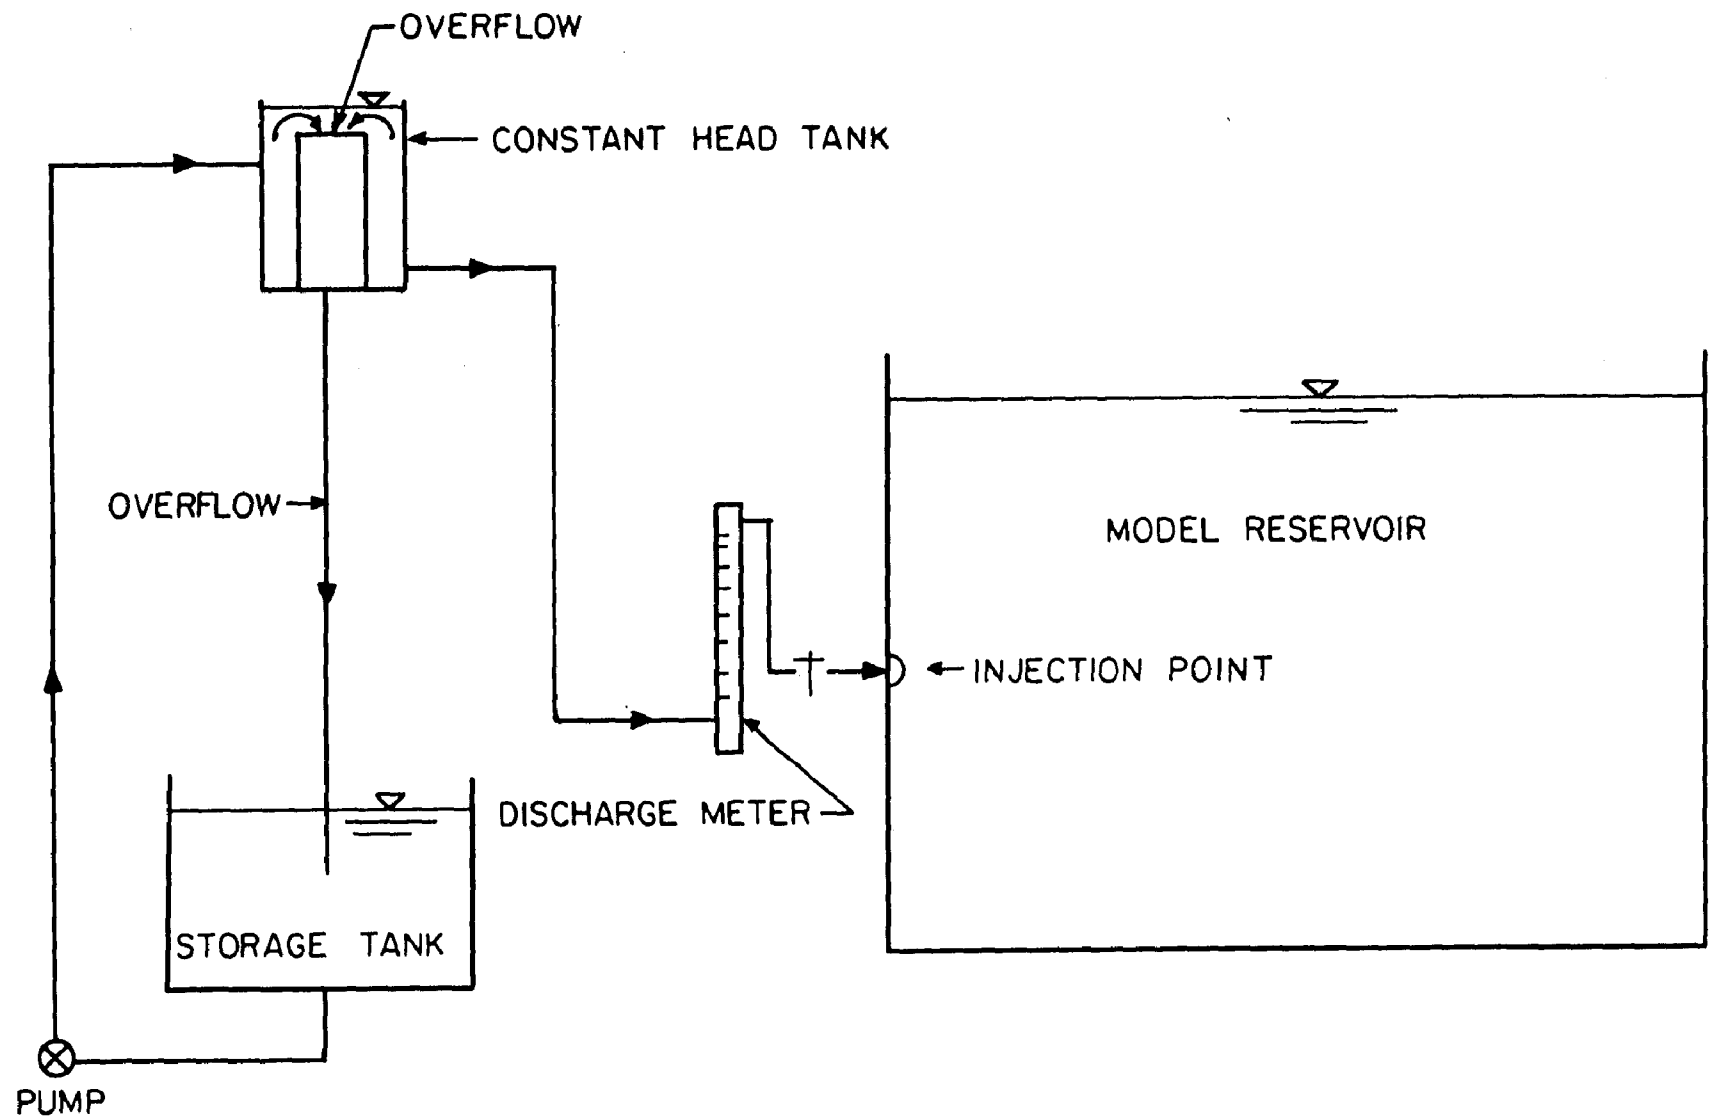 OVERFLOW
CONSTANT HEAD TANK
OVERFLOW
MODEL RESERVOIR
INJECTION POINT
DISCHARGE METER
STORAGE TANK
PUMP